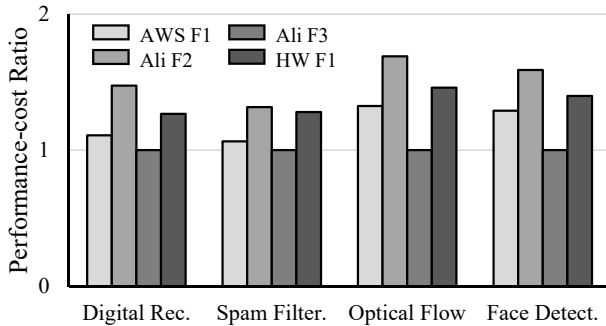 Performance-cost Ratio
2
1
0
AWS F1
Ali F3
Ali F2
HW F1
Digital Rec.
Spam Filter.
Optical Flow
Face Detect.